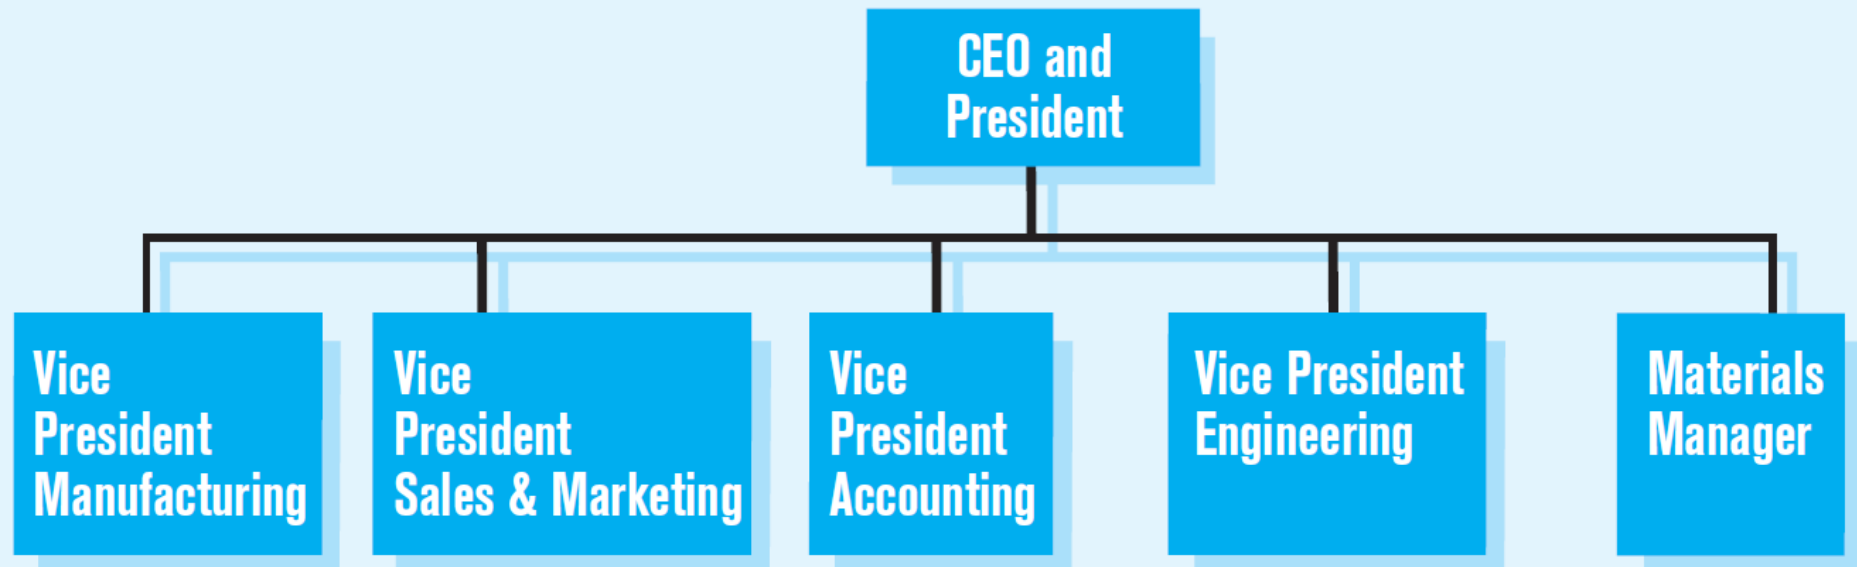 CEO and
President
Vice
President
Manufacturing
Vice
President
Sales & Marketing
Vice
President
Accounting
Vice President
Engineering
Materials
Manager